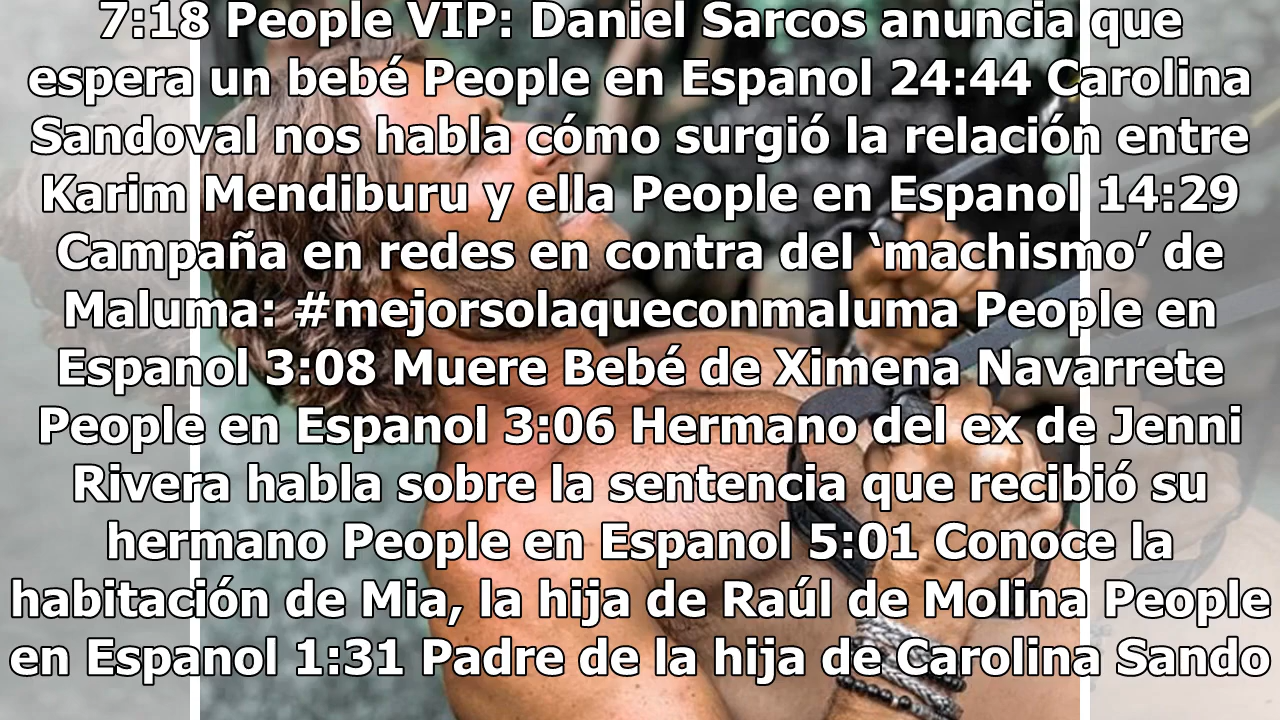 7:18 People VIP: Daniel Sarcos anuncia que
espera un bebé People en Espanol 24:44 Carolina
Sandoval nos habla cómo surgió la relación entre
Karim Mendiburu y ella People en Espanol 14:29
Campaña en redes en contra del ‘machismo’ de
Maluma: #mejorsolaqueconmaluma People en
Espanol 3:08 Muere Bebé de Ximena Navarrete
People en Espanol 3:06 Hermano del ex de Jenni
Rivera habla sobre la sentencia que recibió su
hermano People en Espanol 5:01 Conoce la
habitación de Mia, la hija de Raúl de Molina People
en Espanol 1:31 Padre de la hija de Carolina Sando